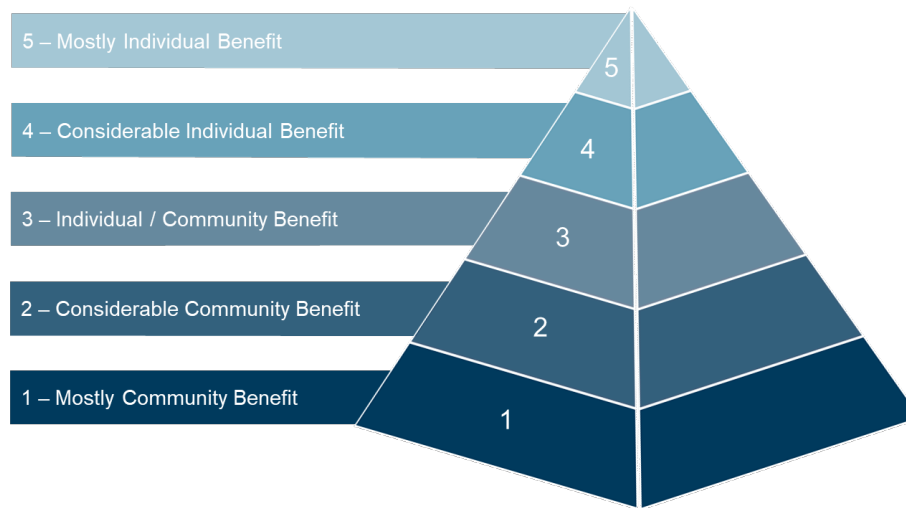 5 – Mostly Individual Benefit
5
4 – Considerable Individual Benefit
4
3 – Individual / Community Benefit
3
2 – Considerable Community Benefit
2
1 – Mostly Community Benefit
1